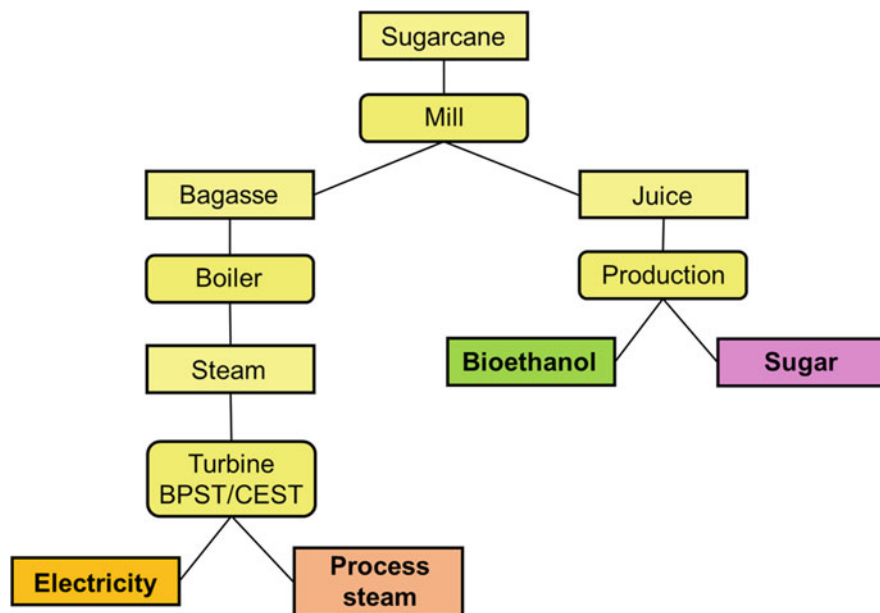 Sugarcane
Mill
Bagasse
Juice
Boiler
Production
Steam
Bioethanol
Sugar
Turbine
BPST/CEST
Electricity
Process
steam